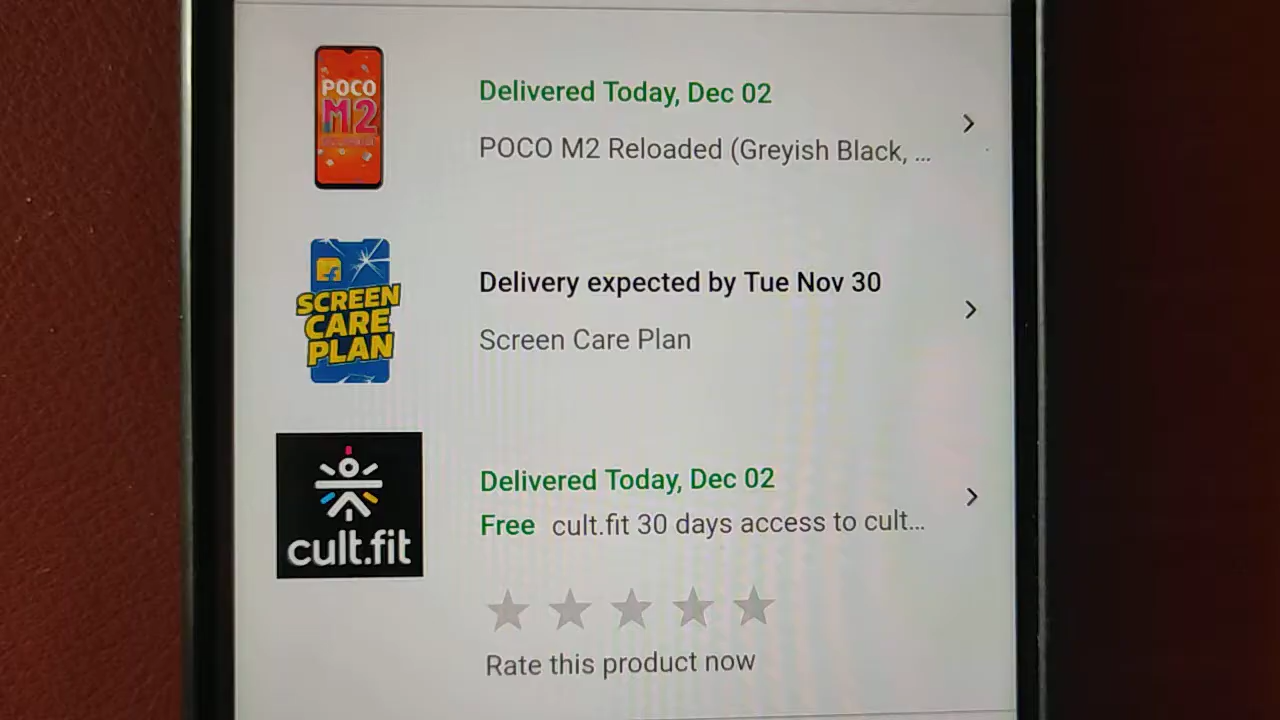 POCO
M2
Delivered Today, Dec 02
POCO M2 Reloaded (Greyish Black, ...
SCREEN
CARE
PLAN
Delivery expected by Tue Nov 30
Screen Care Plan
cult.fit
Delivered Today, Dec 02
Free cult.fit 30 days access to cult...
Rate this product now